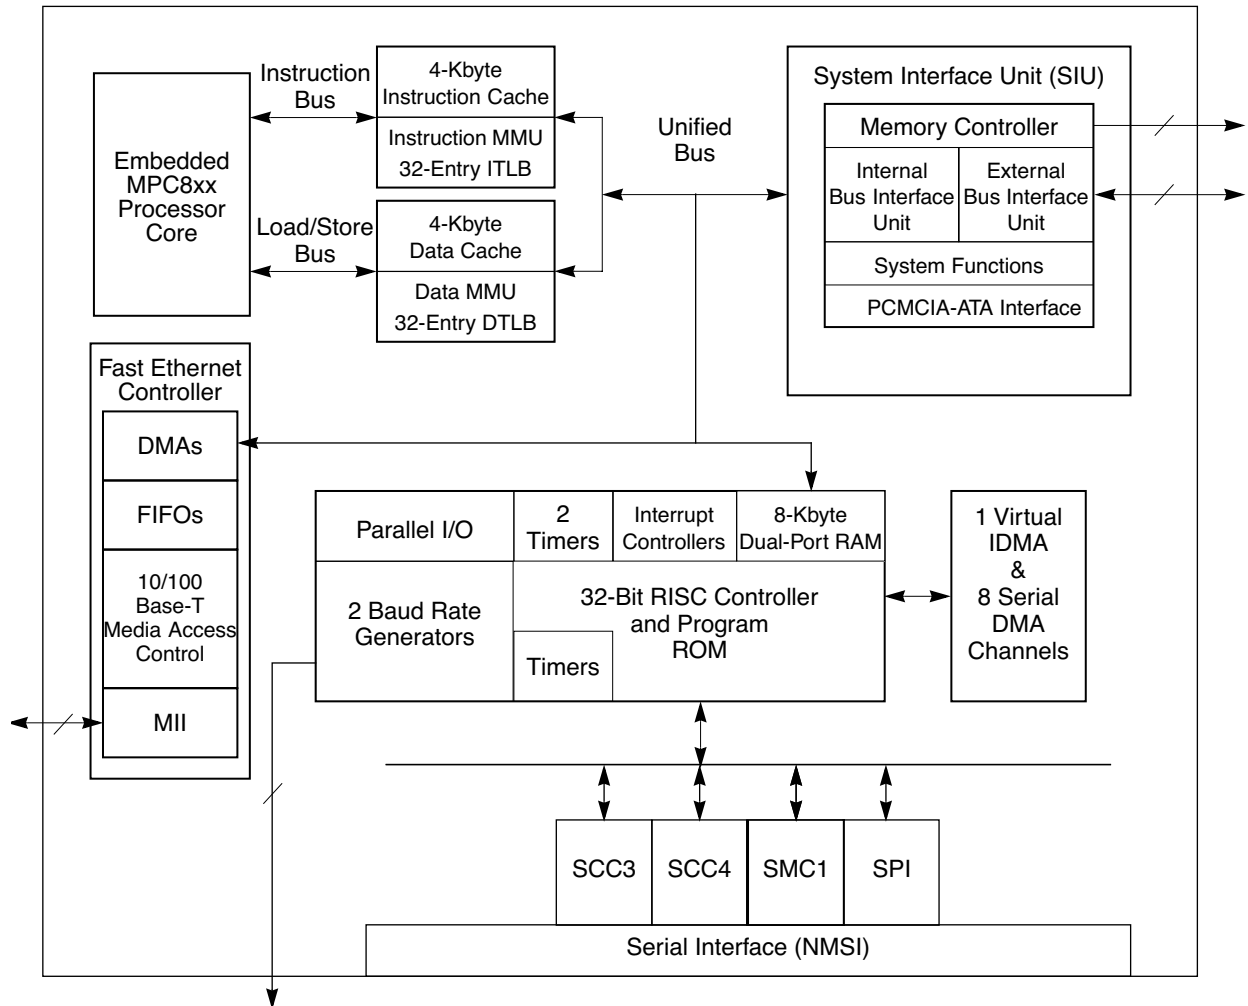 Embedded
MPC8xx
Processor
Core
Instruction
Bus
Load/Store
Bus
4-Kbyte
Instruction Cache
Instruction MMU
32-Entry ITLB
4-Kbyte
Data Cache
Data MMU
32-Entry DTLB
Unified
Bus
System Interface Unit (SIU)
Memory Controller
Internal
Bus Interface
Unit
External
Bus Interface
Unit
System Functions
PCMCIA-ATA Interface
Fast Ethernet
Controller
DMAs
FIFOs
10/100
Base-T
Media Access
Control
MII
Parallel I/O
2
Timers
Interrupt
Controllers
8-Kbyte
Dual-Port RAM
2 Baud Rate
Generators
32-Bit RISC Controller
and Program
ROM
Timers
1 Virtual
IDMA
&
8 Serial
DMA
Channels
SCC3
SCC4
SMC1
SPI
Serial Interface (NMSI)